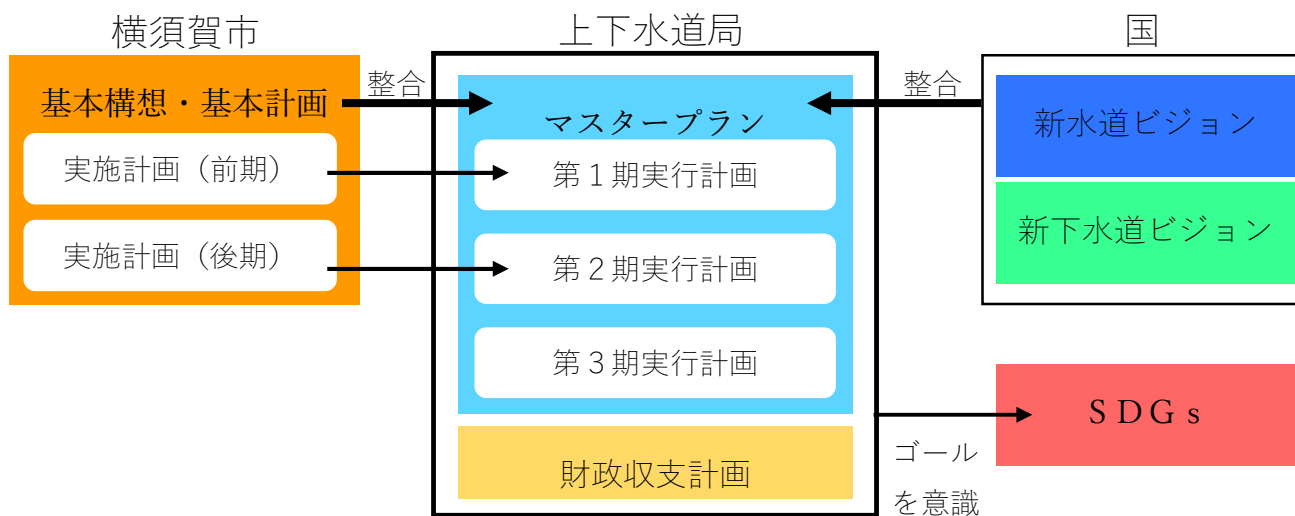 横須賀市
基本構想・基本計画
実施計画（前期）
実施計画（後期）
整合
上下水道局
マスタープラン
第１期実行計画
第２期実行計画
第３期実行計画
財政収支計画
整合
国
新水道ビジョン
新下水道ビジョン
ゴール
を意識
ＳＤＧｓ